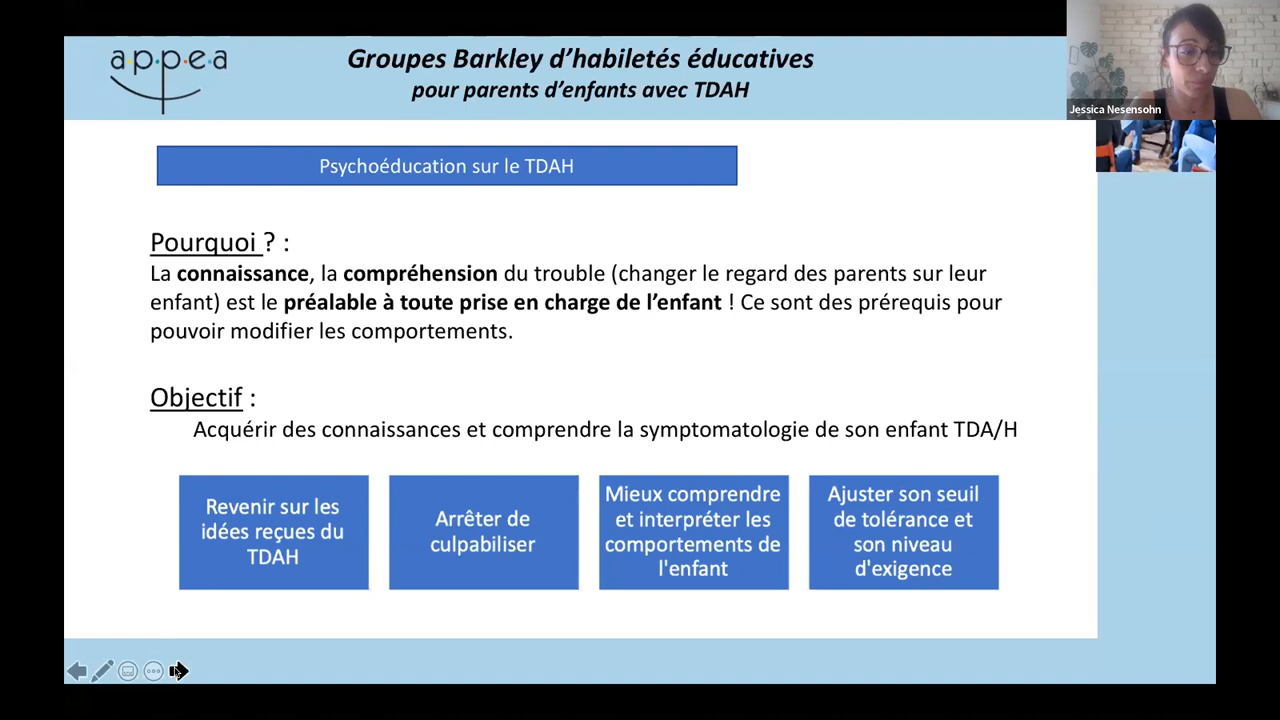 a.p.p.e.a
Groupes Barkley d’habiletés éducatives
pour parents d’enfants avec TDAH
Jessica Nesensohn
Psychoéducation sur le TDAH
Pourquoi ? :
La connaissance, la compréhension du trouble (changer le regard des parents sur leur
enfant) est le préalable à toute prise en charge de l’enfant ! Ce sont des prérequis pour
pouvoir modifier les comportements.
Objectif :
Acquérir des connaissances et comprendre la symptomatologie de son enfant TDA/H
Revenir sur les
idées reçues du
TDAH
Arrêter de
culpabiliser
Mieux comprendre
et interpréter les
comportements de
l'enfant
Ajuster son seuil
de tolérance et
son niveau
d'exigence